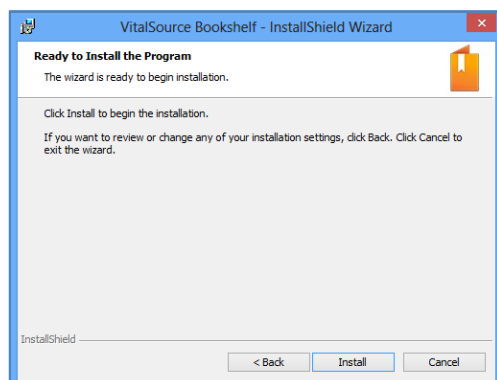 VitalSource Bookshelf - InstallShield Wizard
Ready to Install the Program
The wizard is ready to begin installation.
Click Install to begin the installation.
If you want to review or change any of your installation settings, click Back. Click Cancel to
exit the wizard.
InstallShield
< Back Install Cancel